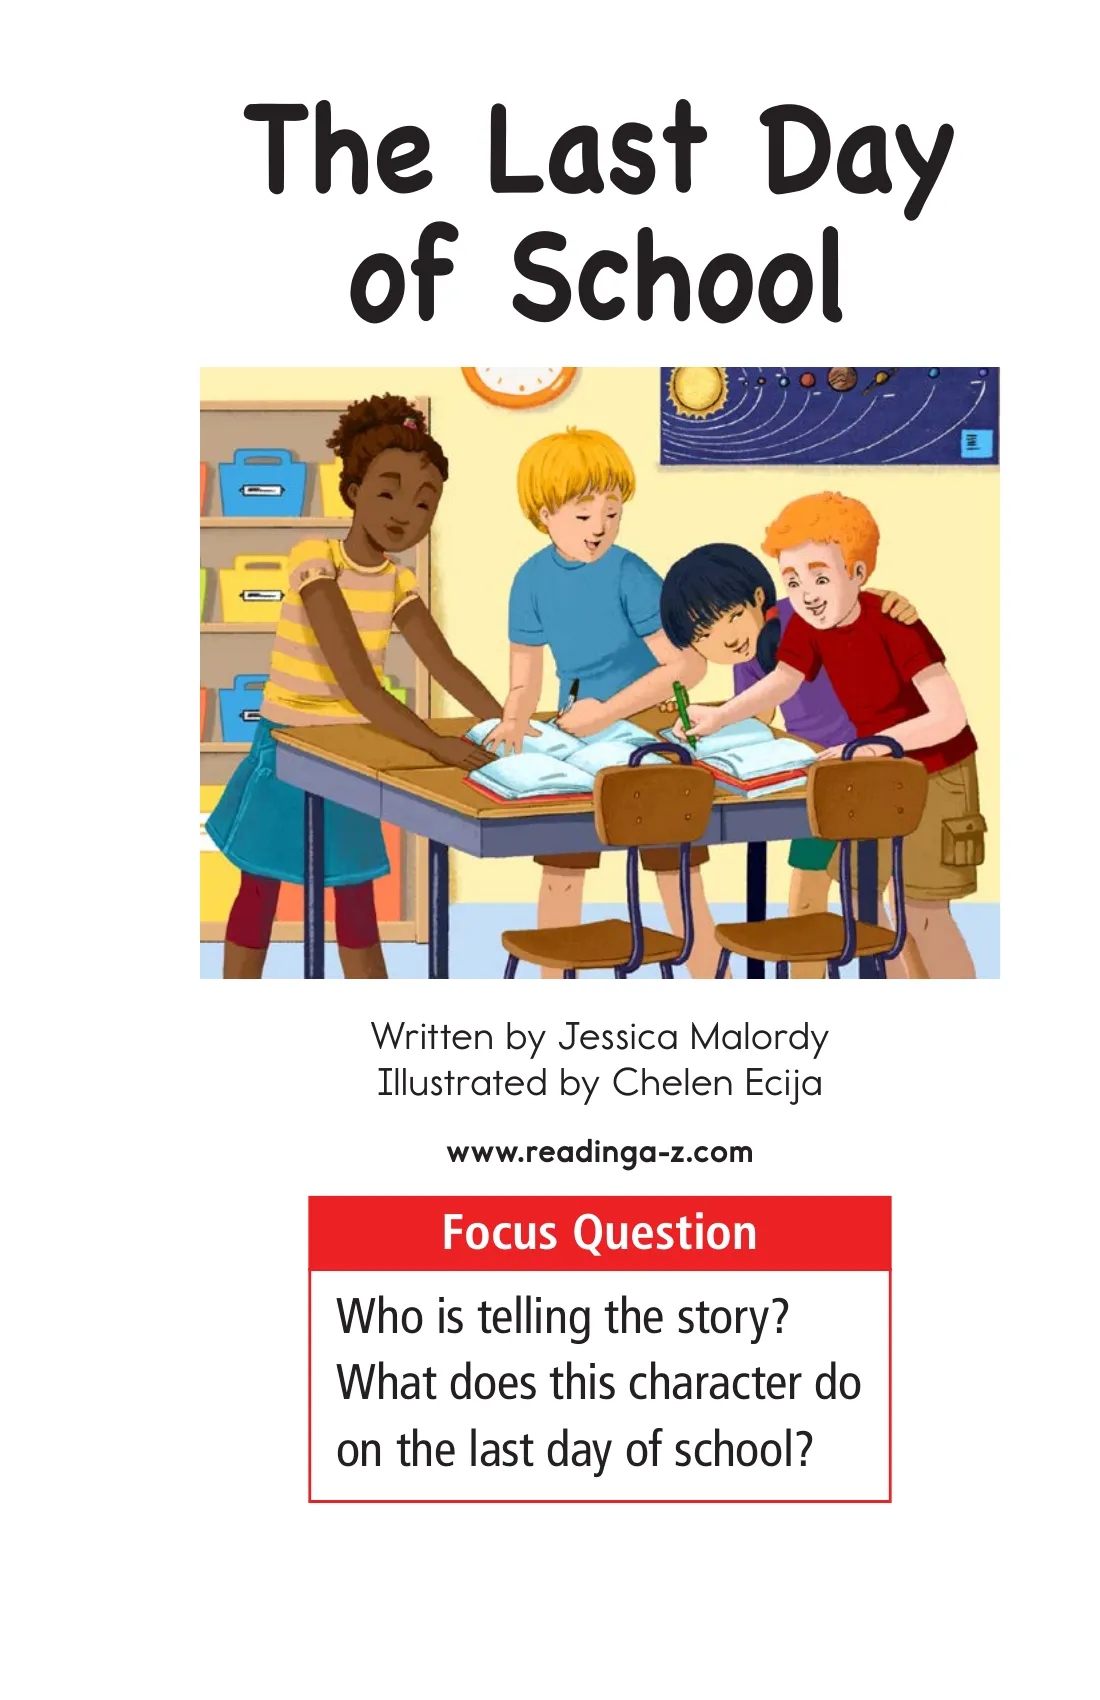 The Last Day
of School
Written by Jessica Malordy
Illustrated by Chelen Ecija
www.readinga-z.com
Focus Question
Who is telling the story?
What does this character do
on the last day of school?